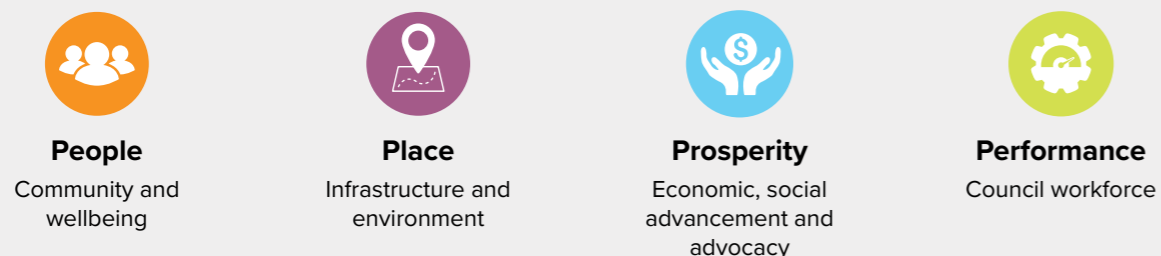 People
Community and
wellbeing
Place
Infrastructure and
environment
Prosperity
Economic, social
advancement and
advocacy
Performance
Council workforce